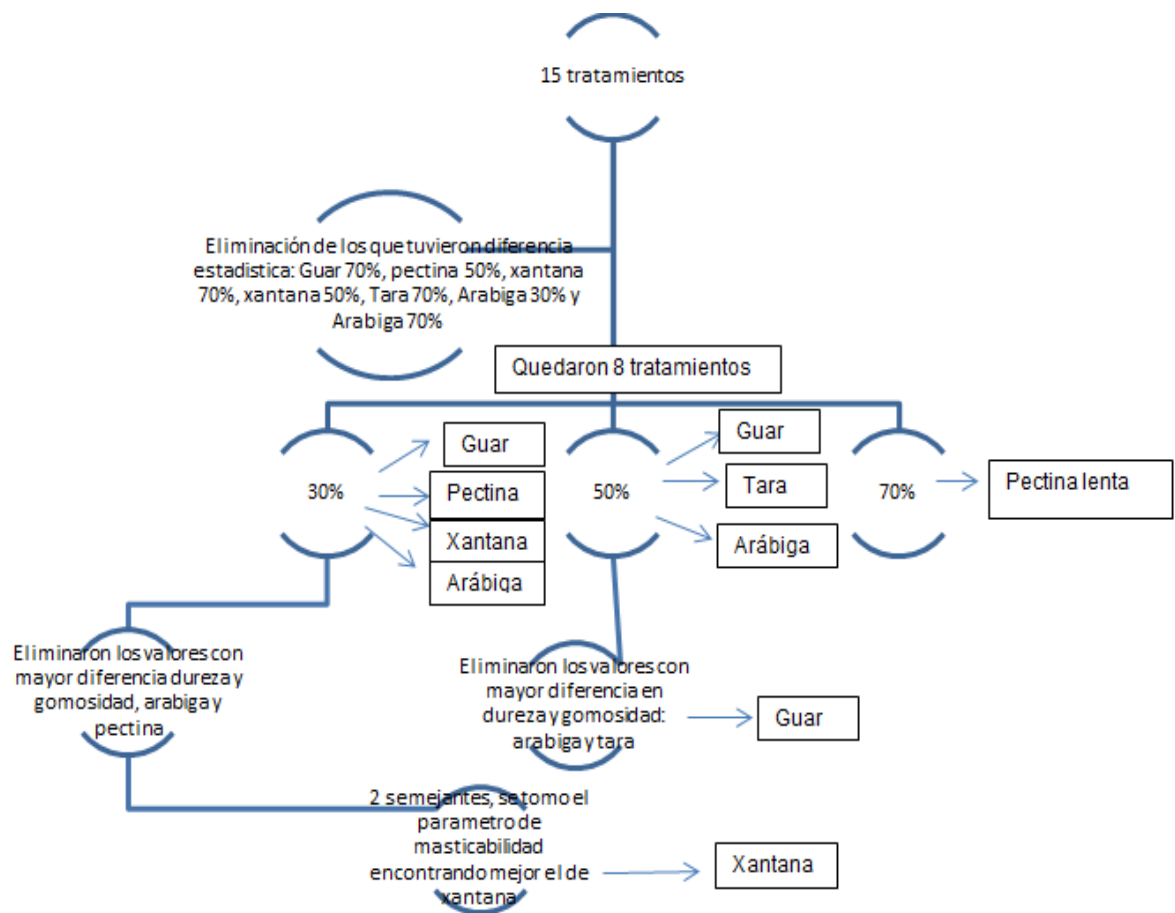 15 tratamientos
Eliminación de los que tuvieron diferencia
estadistica: Guar 70%, pectina 50%, xantana
70%, xantana 50%, Tara 70%, Arabiga 30% y
Arabiga 70%
Quedaron 8 tratamientos
30%
Guar
Pectina
Xantana
Arábiga
50%
Guar
Tara
Arábiga
70%
Pectina lenta
Eliminaron los valores con
mayor diferencia dureza y
gomosidad, arabiga y
pectina
Eliminaron los valores con
mayor diferencia en
dureza y gomosidad:
arabiga y tara
Guar
2 semejantes, se tomo el
parametro de
masticabilidad
encontrando mejor el de
xantana
Xantana